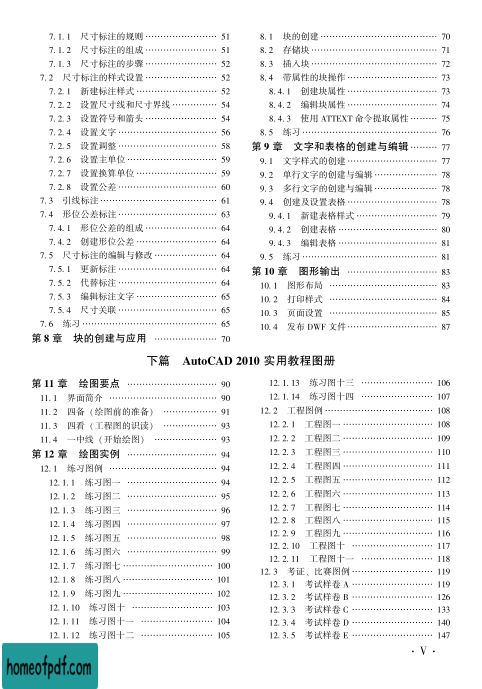 7. 1. 1 尺寸标注的规则 …………………… 51
7. 1. 2 尺寸标注的组成 …………………… 51
7. 1. 3 尺寸标注的步骤 …………………… 52
7. 2 尺寸标注的样式设置 …………………… 52
7. 2. 1 新建标注样式 …………………… 52
7. 2. 2 设置尺寸线和尺寸界线 …………… 54
7. 2. 3 设置符号和箭头 …………………… 54
7. 2. 4 设置文字 …………………………… 56
7. 2. 5 设置调整 …………………………… 58
7. 2. 6 设置主单位 ………………………… 59
7. 2. 7 设置换算单位 ……………………… 59
7. 2. 8 设置公差 …………………………… 60
7. 3 引线标注 ………………………………… 61
7. 4 形位公差标注 …………………………… 63
7. 4. 1 形位公差的组成 …………………… 64
7. 4. 2 创建形位公差 ……………………… 64
7. 5 尺寸标注的编辑与修改 ………………… 64
7. 5. 1 更新标注 …………………………… 64
7. 5. 2 代替标注 …………………………… 64
7. 5. 3 编辑标注文字 ……………………… 65
7. 5. 4 尺寸关联 …………………………… 65
7. 6 练习 ……………………………………… 65
第 8 章 块的创建与应用 ………………… 70
8. 1 块的创建 ………………………………… 70
8. 2 存储块 …………………………………… 71
8. 3 插入块 …………………………………… 72
8. 4 带属性的块操作 ………………………… 73
8. 4. 1 创建块属性 ………………………… 73
8. 4. 2 编辑块属性 ………………………… 74
8. 4. 3 使用 ATTEXT 命令提取属性 ……… 75
8. 5 练习 ……………………………………… 76
第 9 章 文字和表格的创建与编辑 ……… 77
9. 1 文字样式的创建 ………………………… 77
9. 2 单行文字的创建与编辑 ………………… 78
9. 3 多行文字的创建与编辑 ………………… 78
9. 4 创建及设置表格 ………………………… 78
9. 4. 1 新建表格样式 ……………………… 79
9. 4. 2 创建表格 …………………………… 80
9. 4. 3 编辑表格 …………………………… 81
9. 5 练习 ……………………………………… 81
第 10 章 图形输出 ………………………… 83
10. 1 图形布局 ……………………………… 83
10. 2 打印样式 ……………………………… 84
10. 3 页面设置 ……………………………… 85
10. 4 发布 DWF 文件 ………………………… 87
下篇 AutoCAD 2010 实用教程图册
第 11 章 绘图要点 ………………………… 90
11. 1 界面简介 ……………………………… 90
11. 2 四备（绘图前的准备） ……………… 91
11. 3 四看（工程图的识读） ……………… 93
11. 4 一中线（开始绘图） ………………… 93
第 12 章 绘图实例 ………………………… 94
12. 1 练习图例 ……………………………… 94
12. 1. 1 练习图一 ………………………… 94
12. 1. 2 练习图二 ………………………… 95
12. 1. 3 练习图三 ………………………… 96
12. 1. 4 练习图四 ………………………… 97
12. 1. 5 练习图五 ………………………… 98
12. 1. 6 练习图六 ………………………… 99
12. 1. 7 练习图七 ………………………… 100
12. 1. 8 练习图八 ………………………… 101
12. 1. 9 练习图九 ………………………… 102
12. 1. 10 练习图十 ……………………… 103
12. 1. 11 练习图十一 …………………… 104
12. 1. 12 练习图十二 …………………… 105
12. 1. 13 练习图十三 …………………… 106
12. 1. 14 练习图十四 …………………… 107
12. 2 工程图例 ……………………………… 108
12. 2. 1 工程图一 ………………………… 108
12. 2. 2 工程图二 ………………………… 109
12. 2. 3 工程图三 ………………………… 110
12. 2. 4 工程图四 ………………………… 111
12. 2. 5 工程图五 ………………………… 112
12. 2. 6 工程图六 ………………………… 113
12. 2. 7 工程图七 ………………………… 114
12. 2. 8 工程图八 ………………………… 115
12. 2. 9 工程图九 ………………………… 116
12. 2. 10 工程图十 ……………………… 117
12. 2. 11 工程图十一 …………………… 118
12. 3 考证、比赛图例 ……………………… 119
12. 3. 1 考试样卷 A ……………………… 119
12. 3. 2 考试样卷 B ……………………… 126
12. 3. 3 考试样卷 C ……………………… 133
12. 3. 4 考试样卷 D ……………………… 140
12. 3. 5 考试样卷 E ……………………… 147
· Ⅴ ·
homeofpdf.com